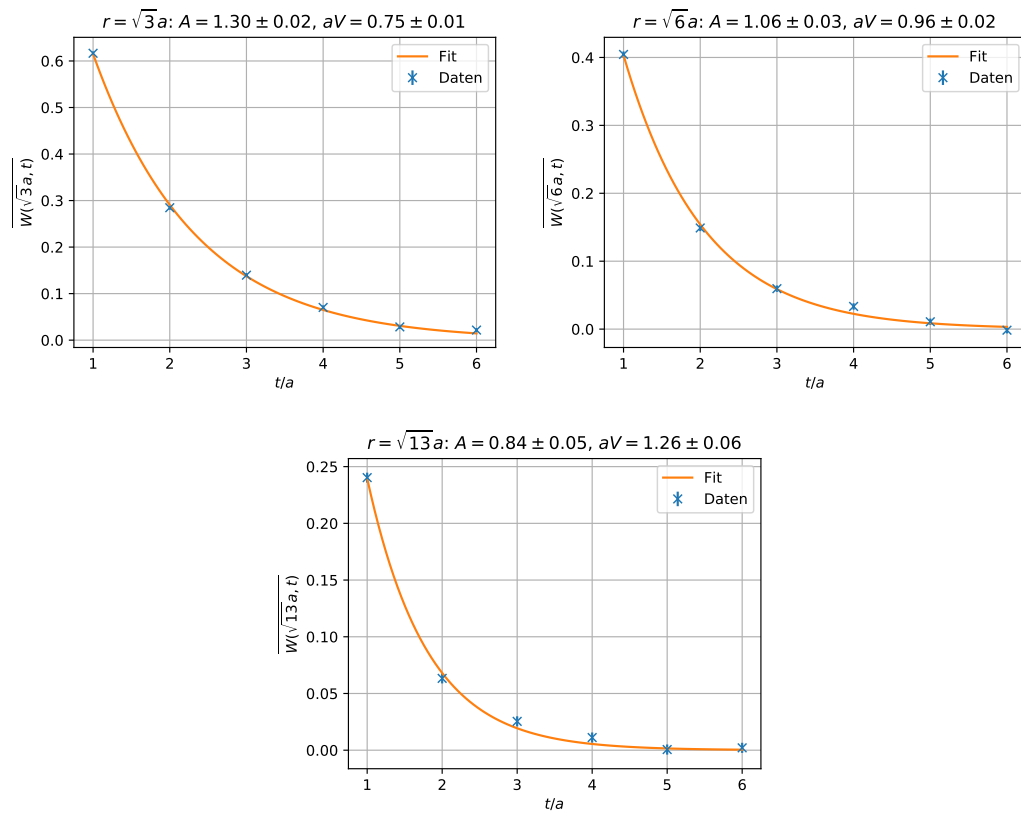 r = √3a: A = 1.30 ± 0.02, aV = 0.75 ± 0.01
Fit
Daten
0.6
0.5
0.4
0.3
0.2
0.1
0.0
W(√3a, t)
1 2 3 4 5 6
t/a
r = √6a: A = 1.06 ± 0.03, aV = 0.96 ± 0.02
Fit
Daten
0.4
0.3
0.2
0.1
0.0
W(√6a, t)
1 2 3 4 5 6
t/a
r = √13a: A = 0.84 ± 0.05, aV = 1.26 ± 0.06
Fit
Daten
0.25
0.20
0.15
0.10
0.05
0.00
W(√13a, t)
1 2 3 4 5 6
t/a